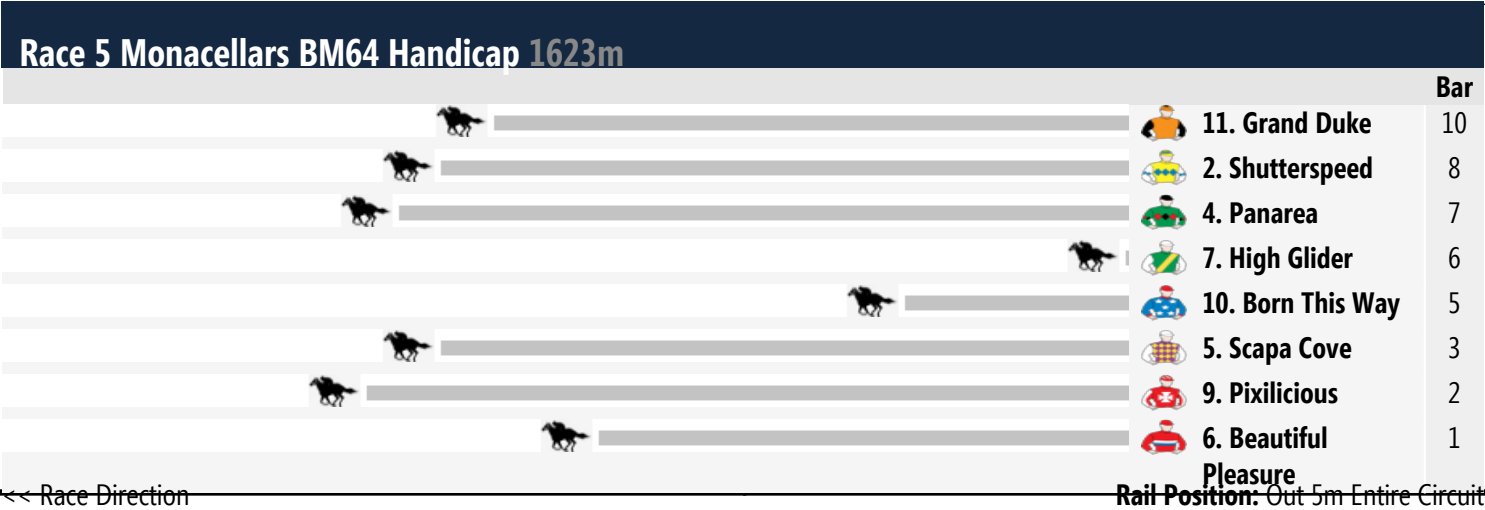 Race 5 Monacellars BM64 Handicap 1623m
Bar
11. Grand Duke 10
2. Shutterspeed 8
4. Panarea 7
7. High Glider 6
10. Born This Way 5
5. Scapa Cove 3
9. Pixilicious 2
6. Beautiful 1
Pleasure
<< Race Direction
Rail Position: Out 5m Entire Circuit